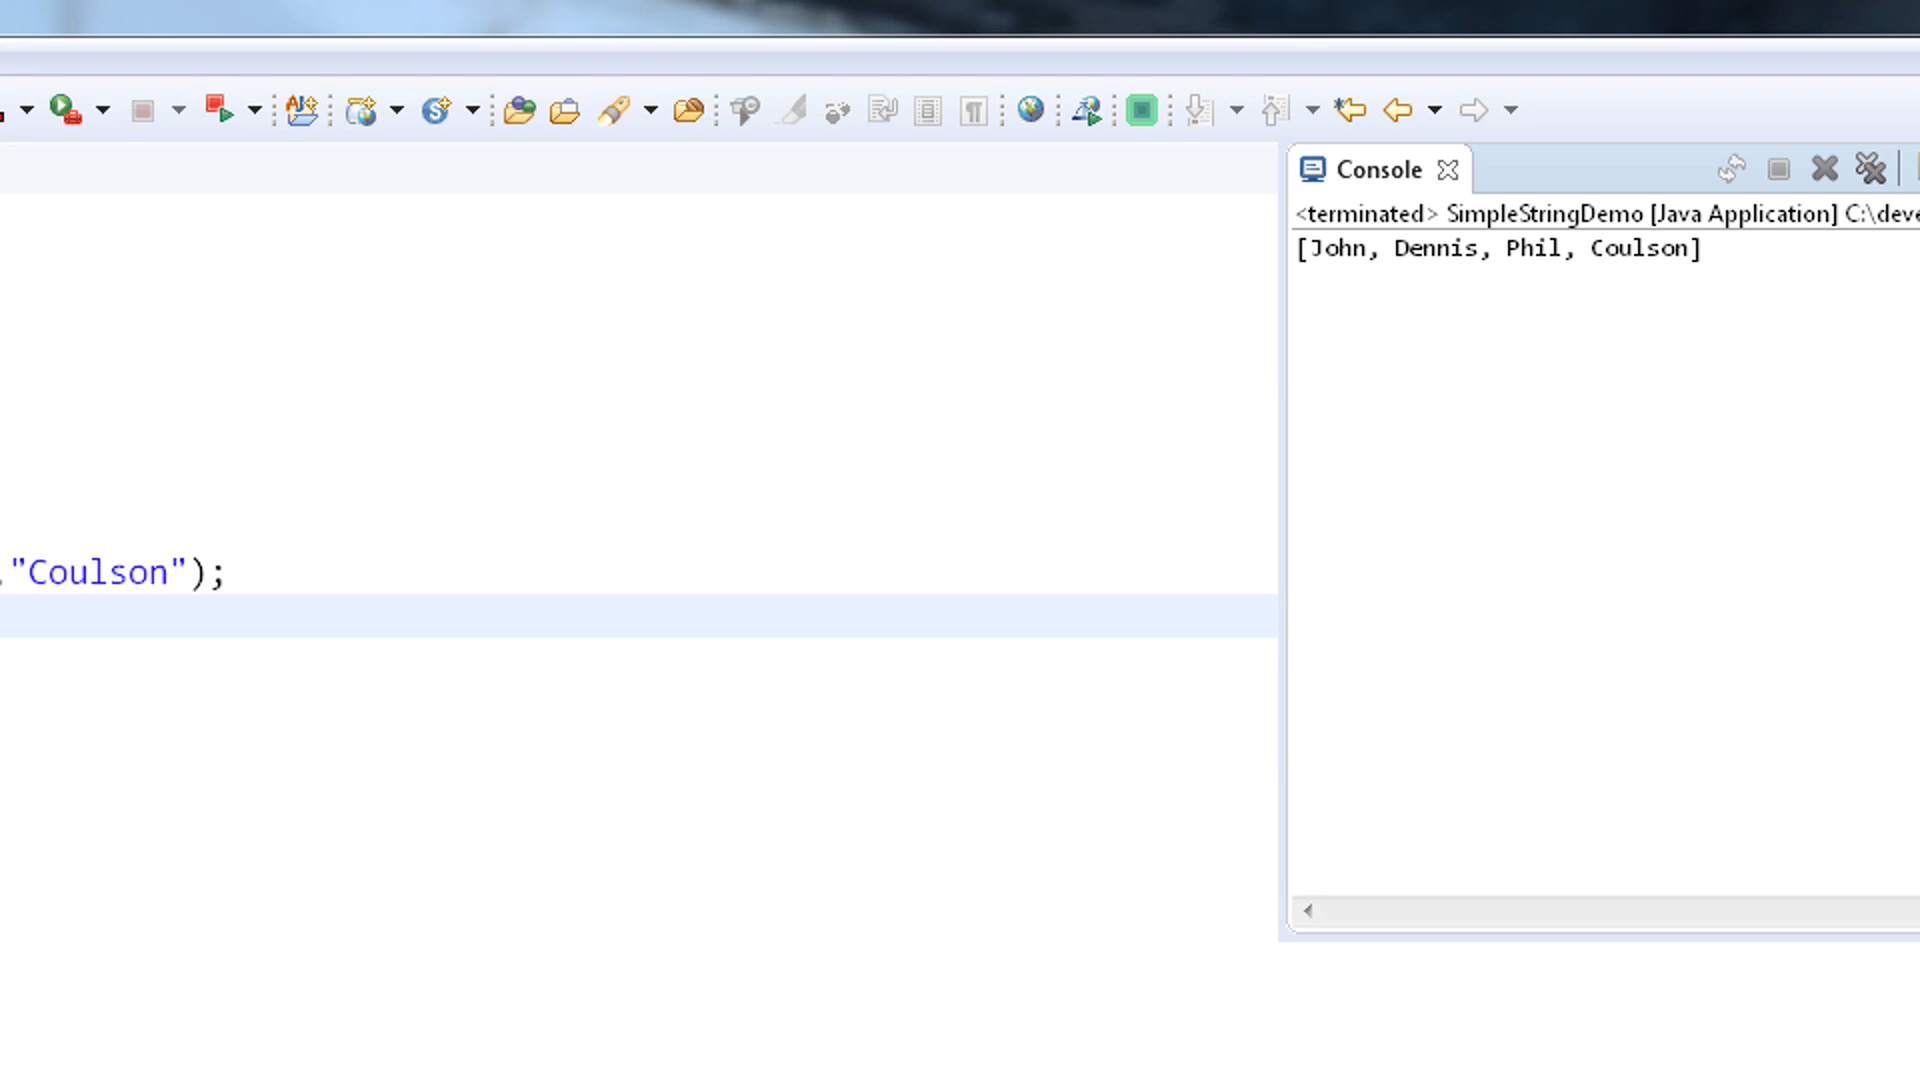 Console
<terminated> SimpleStringDemo [Java Application] C:\deve
[John, Dennis, Phil, Coulson]
"Coulson");